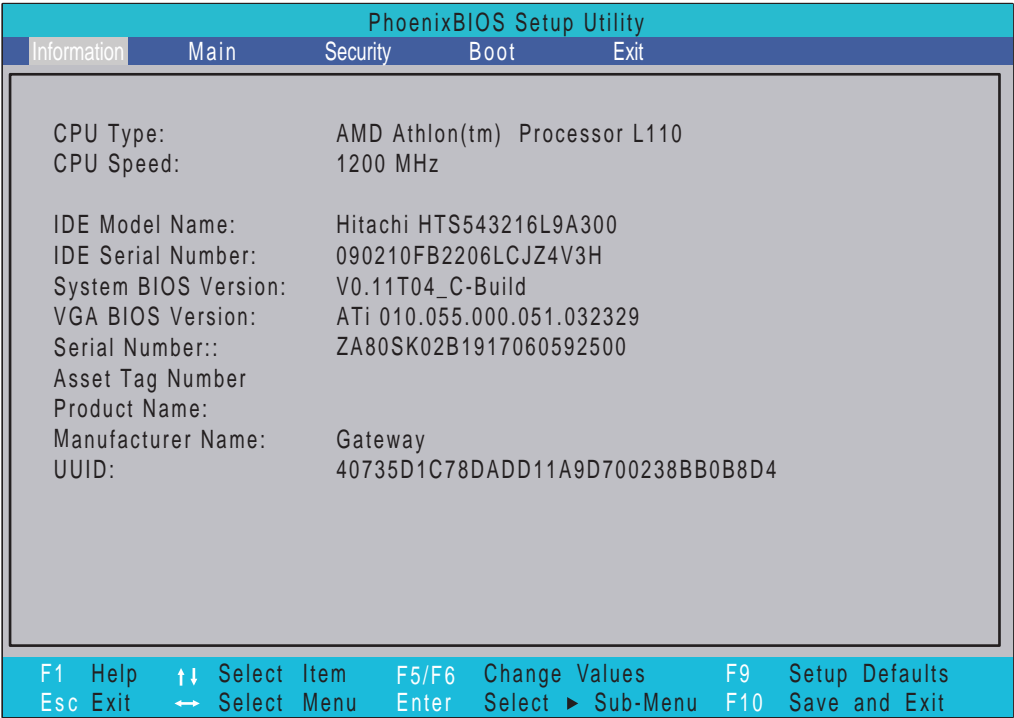 PhoenixBIOS Setup Utility
Information Main Security Boot Exit
CPU Type: AMD Athlon(tm) Processor L110
CPU Speed: 1200 MHz
IDE Model Name: Hitachi HTS543216L9A300
IDE Serial Number: 090210FB2206LCJZ4V3H
System BIOS Version: V0.11T04_C-Build
VGA BIOS Version: ATi 010.055.000.051.032329
Serial Number:: ZA80SK02B1917060592500
Asset Tag Number
Product Name:
Manufacturer Name: Gateway
UUID: 40735D1C78DADD11A9D700238BB0B8D4
F1 Help ↑↓ Select Item F5/F6 Change Values F9 Setup Defaults
Esc Exit ↔ Select Menu Enter Select ► Sub-Menu F10 Save and Exit